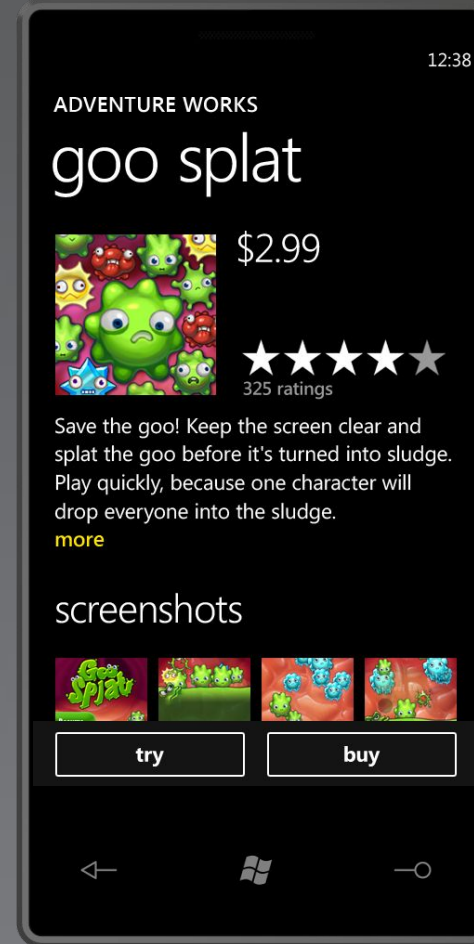 12:38
ADVENTURE WORKS
goo splat
$2.99
325 ratings
Save the goo! Keep the screen clear and
splat the goo before it's turned into sludge.
Play quickly, because one character will
drop everyone into the sludge.
more
screenshots
Goo
Splat
try
buy